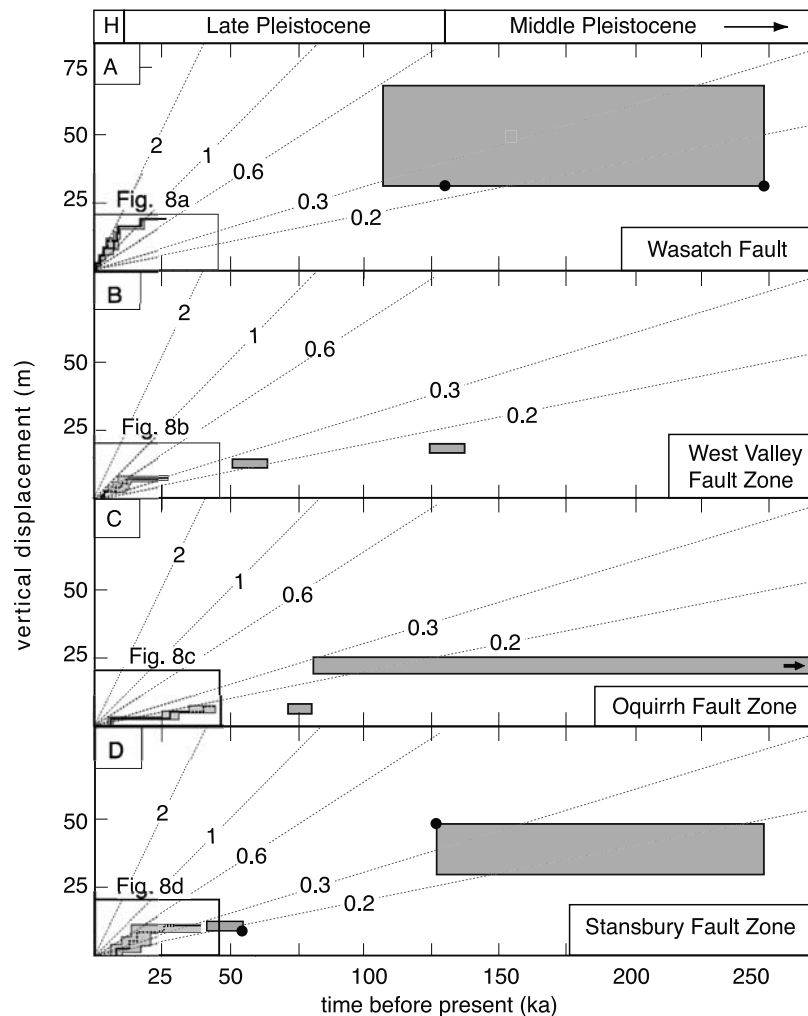 H Late Pleistocene Middle Pleistocene
A
75
50
25
2
1
0.6
0.3
0.2
Fig. 8a
Wasatch Fault
B
50
25
2
1
0.6
0.3
0.2
Fig. 8b
West Valley
Fault Zone
C
50
25
2
1
0.6
0.3
0.2
Fig. 8c
Oquirrh Fault Zone
D
50
25
2
1
0.6
0.3
0.2
Fig. 8d
Stansbury Fault Zone
vertical displacement (m)
25 50 100 150 200 250
time before present (ka)